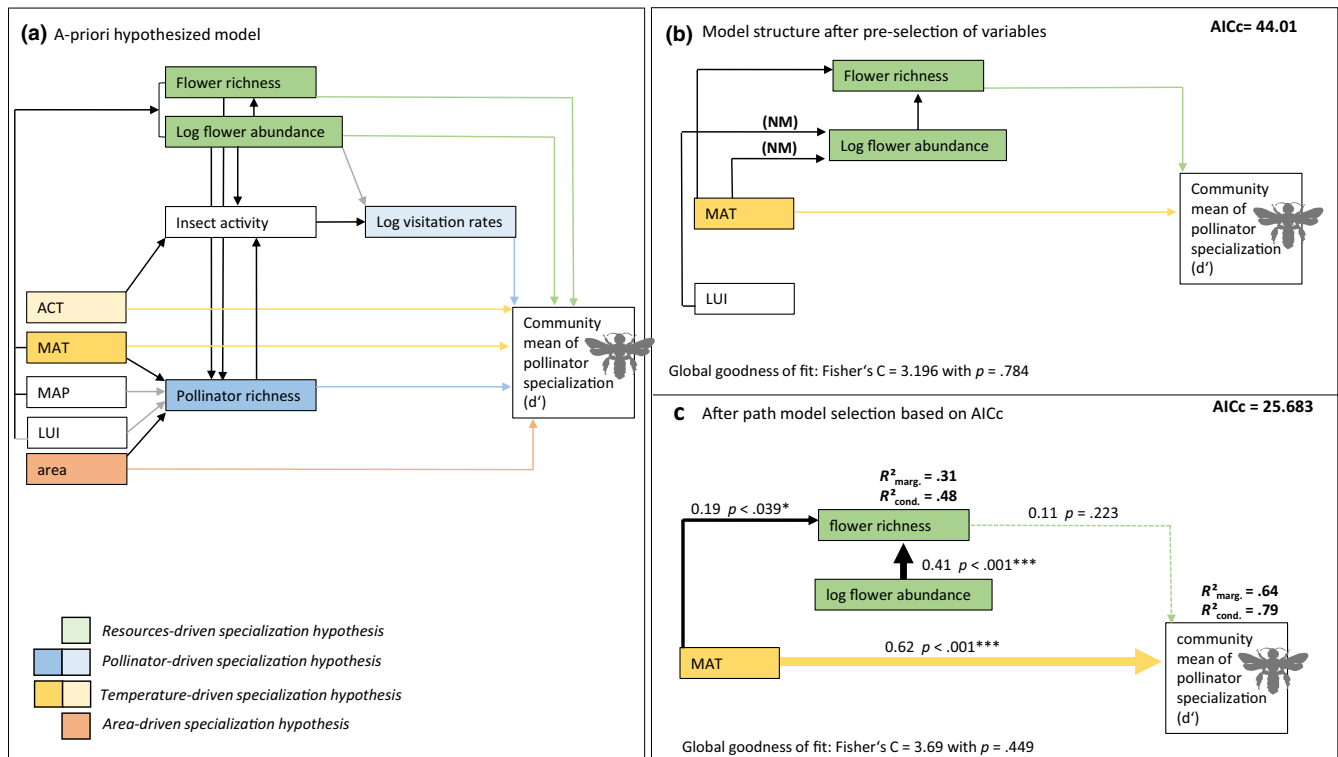 (a) A-priori hypothesized model
Flower richness
Log flower abundance
Insect activity
Log visitation rates
ACT
MAT
MAP
LUI
area
Pollinator richness
Community
mean of
pollinator
specialization
(d‘)
Resources-driven specialization hypothesis
Pollinator-driven specialization hypothesis
Temperature-driven specialization hypothesis
Area-driven specialization hypothesis
(b) Model structure after pre-selection of variables
AICc= 44.01
Flower richness
(NM)
Log flower abundance
(NM)
MAT
LUI
Community
mean of
pollinator
specialization
(d‘)
Global goodness of fit: Fisher‘s C = 3.196 with p = .784
c After path model selection based on AICc
AICc = 25.683
R²marg. = .31
R²cond. = .48
0.19 p < .039*
flower richness
0.11 p = .223
0.41 p < .001***
log flower abundance
R²marg. = .64
R²cond. = .79
MAT
0.62 p < .001***
community
mean of
pollinator
specialization
(d‘)
Global goodness of fit: Fisher‘s C = 3.69 with p = .449